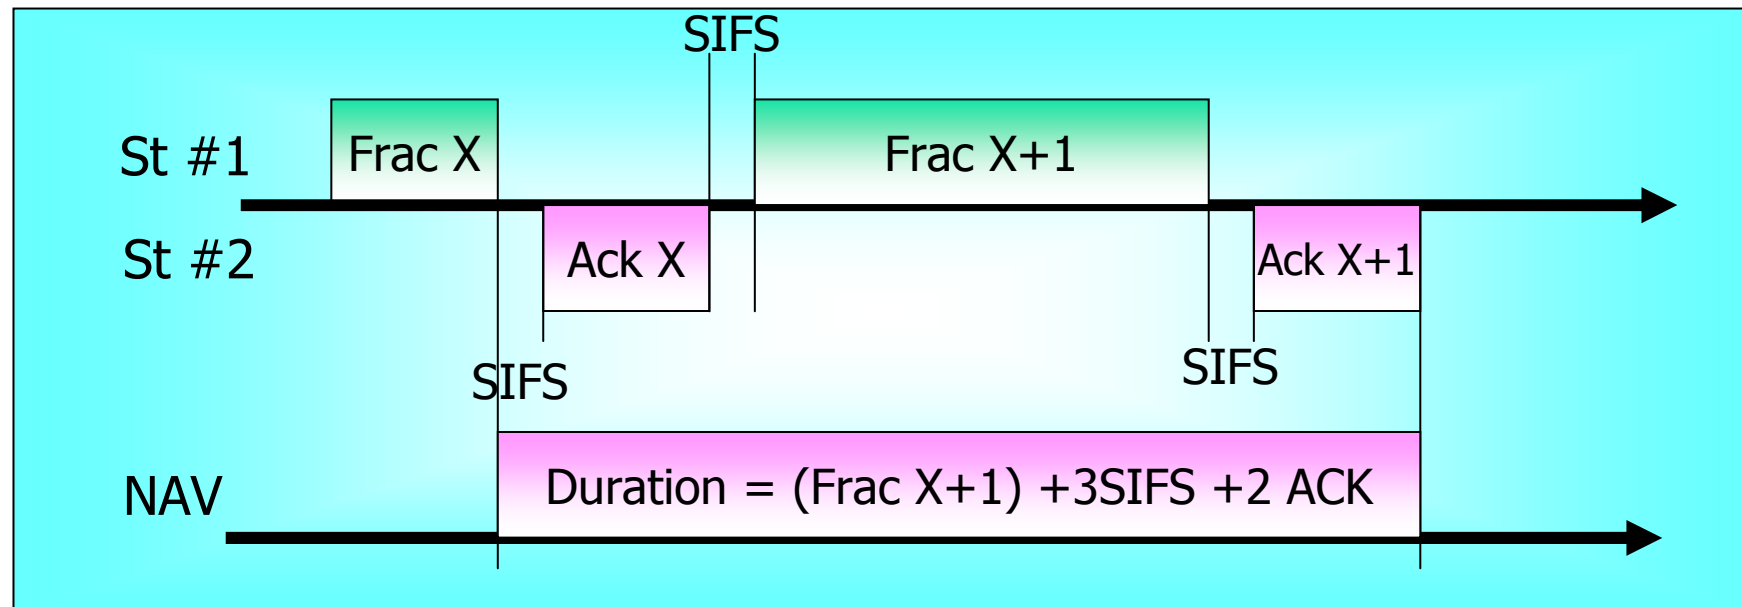 SIFS
St #1
Frac X
Frac X+1
St #2
Ack X
Ack X+1
SIFS
SIFS
NAV
Duration = (Frac X+1) +3SIFS +2 ACK